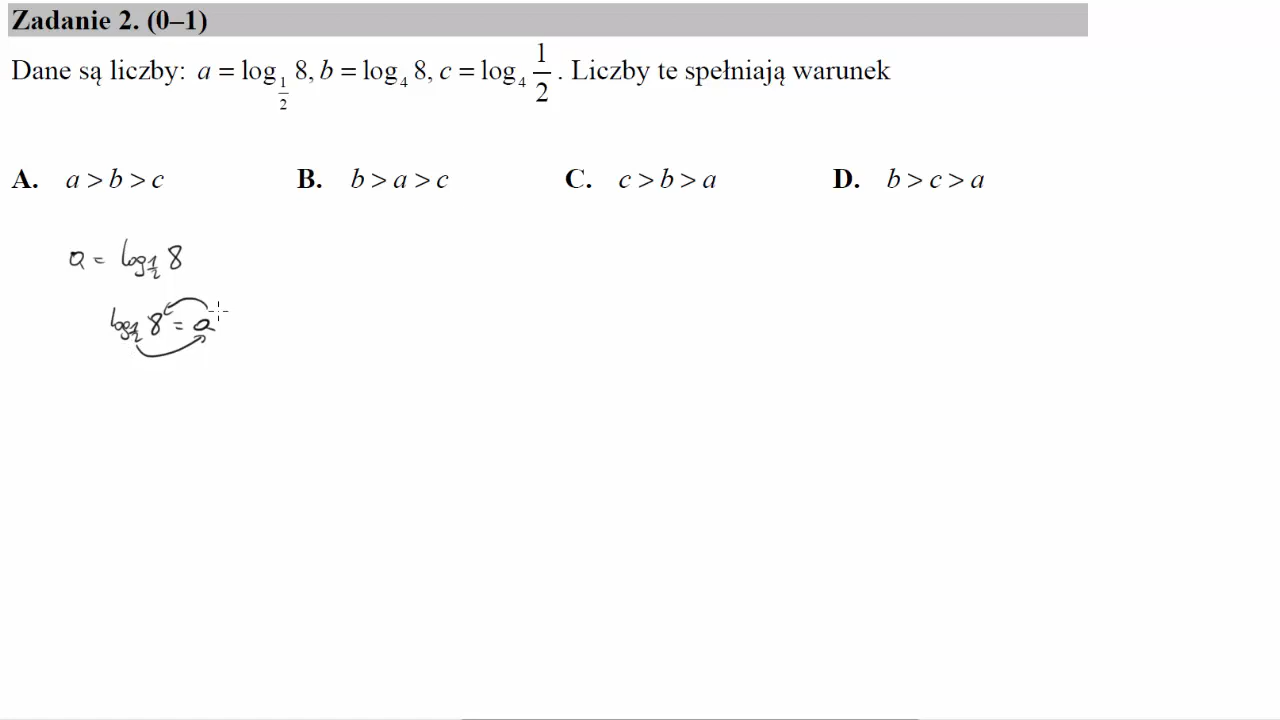 Zadanie 2. (0–1)
Dane są liczby: a = log_{1/2} 8, b = log_4 8, c = log_4 1/2 . Liczby te spełniają warunek
A. a > b > c B. b > a > c C. c > b > a D. b > c > a
a = log_{1/2} 8
log_{1/2} 8 = a